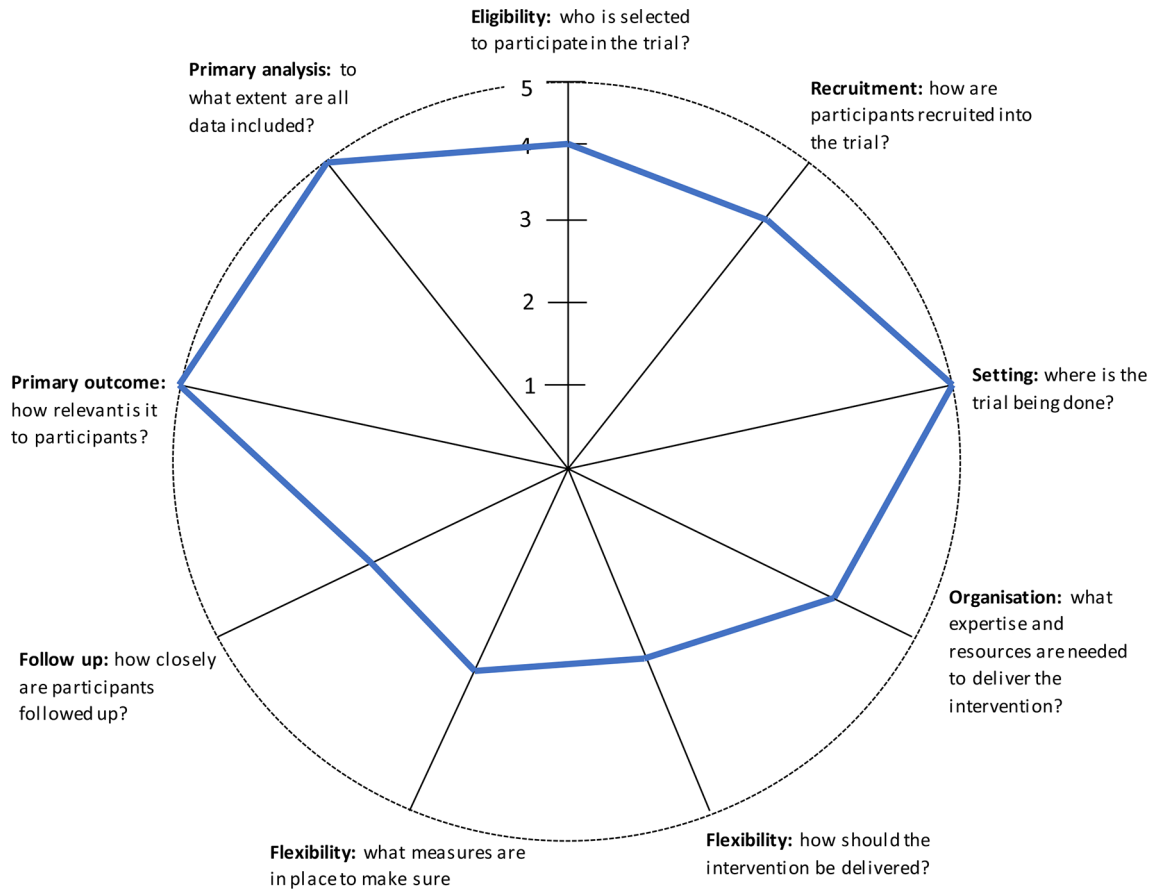 Eligibility: who is selected
to participate in the trial?
Primary analysis: to
what extent are all
data included?
Recruitment: how are
participants recruited into
the trial?
5
4
3
2
1
Primary outcome:
how relevant is it
to participants?
Setting: where is the
trial being done?
Organisation: what
expertise and
resources are needed
to deliver the
intervention?
Follow up: how closely
are participants
followed up?
Flexibility: how should the
intervention be delivered?
Flexibility: what measures are
in place to make sure